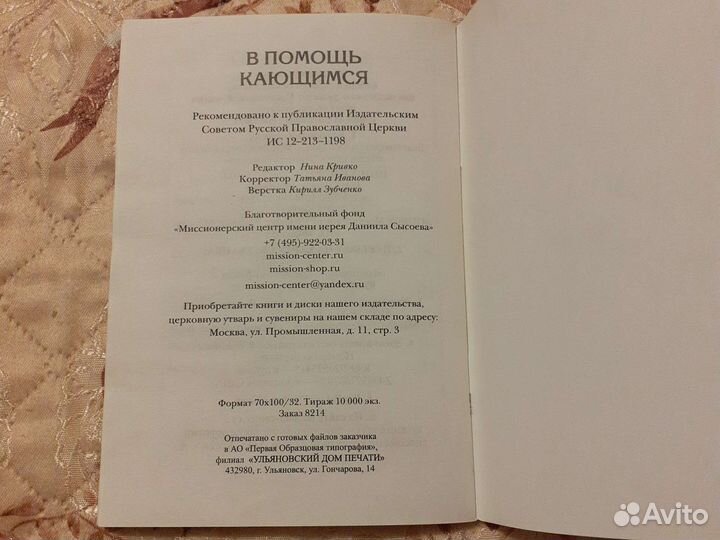 В ПОМОЩЬ
КАЮЩИМСЯ
Рекомендовано к публикации Издательским
Советом Русской Православной Церкви
ИС 12–213–1198
Редактор Нина Кривко
Корректор Татьяна Иванова
Верстка Кирилл Зубченко
Благотворительный фонд
«Миссионерский центр имени иерея Даниила Сысоева»
+7 (495)-922-03-31
mission-center.ru
mission-shop.ru
mission-center@yandex.ru
Приобретайте книги и диски нашего издательства,
церковную утварь и сувениры на нашем складе по адресу:
Москва, ул. Промышленная, д. 11, стр. 3
Формат 70х100/32. Тираж 10 000 экз.
Заказ 8214
Отпечатано с готовых файлов заказчика
в АО «Первая Образцовая типография»,
филиал «УЛЬЯНОВСКИЙ ДОМ ПЕЧАТИ»
432980, г. Ульяновск, ул. Гончарова, 14
Avito